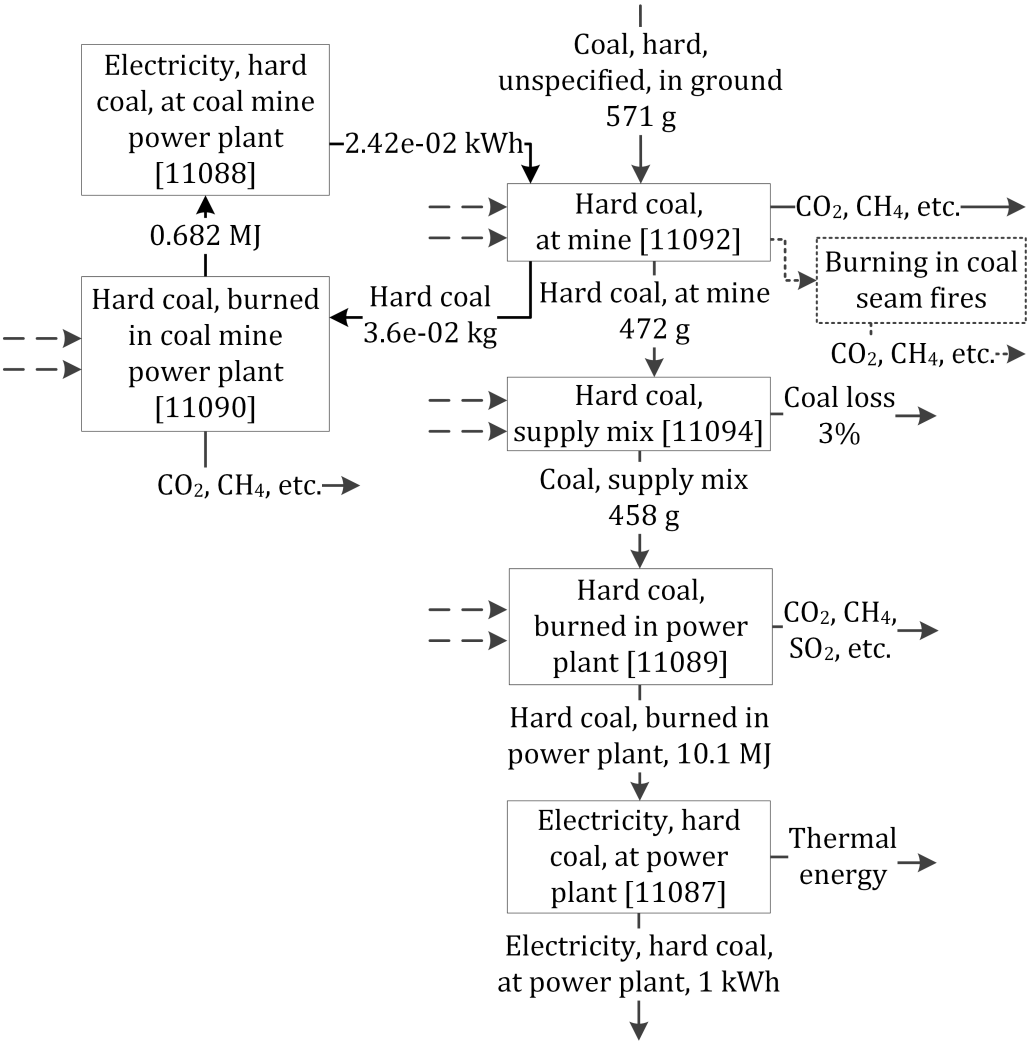 Coal, hard,
unspecified, in ground
571 g
Electricity, hard
coal, at coal mine
power plant
[11088]
2.42e-02 kWh
0.682 MJ
Hard coal,
at mine [11092]
CO₂, CH₄, etc.
Burning in coal
seam fires
CO₂, CH₄, etc.
Hard coal, burned
in coal mine
power plant
[11090]
Hard coal
3.6e-02 kg
Hard coal, at mine
472 g
CO₂, CH₄, etc.
Hard coal,
supply mix [11094]
Coal loss
3%
Coal, supply mix
458 g
Hard coal,
burned in power
plant [11089]
CO₂, CH₄,
SO₂, etc.
Hard coal, burned in
power plant, 10.1 MJ
Electricity, hard
coal, at power
plant [11087]
Thermal
energy
Electricity, hard coal,
at power plant, 1 kWh